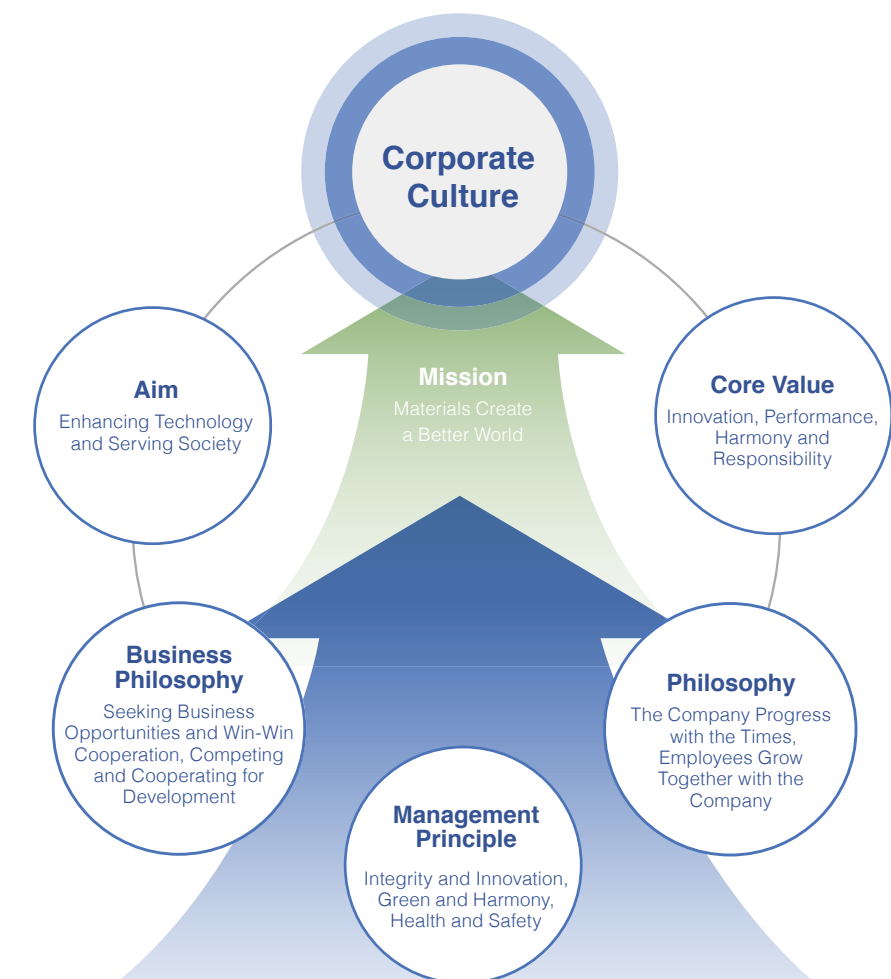 Corporate
Culture
Mission
Materials Create
a Better World
Aim
Enhancing Technology
and Serving Society
Core Value
Innovation, Performance,
Harmony and
Responsibility
Business
Philosophy
Seeking Business
Opportunities and Win-Win
Cooperation, Competing
and Cooperating for
Development
Philosophy
The Company Progress
with the Times,
Employees Grow
Together with the
Company
Management
Principle
Integrity and Innovation,
Green and Harmony,
Health and Safety